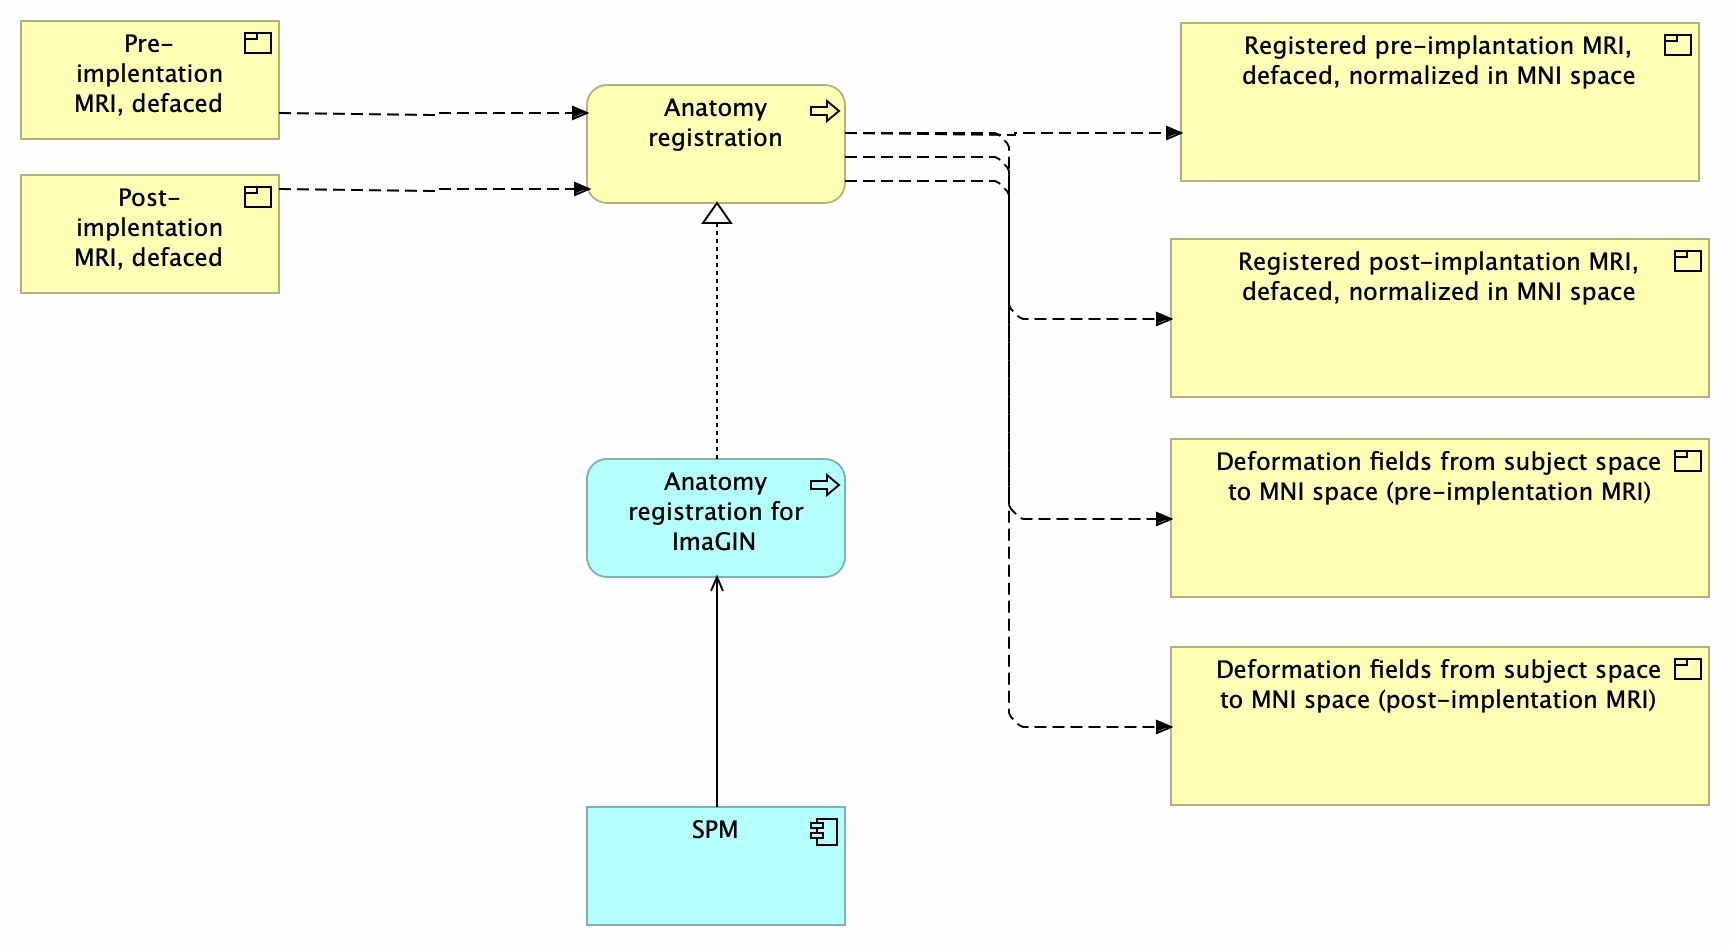 Pre-
implentation
MRI, defaced
Post-
implentation
MRI, defaced
Anatomy
registration
Anatomy
registration for
ImaGIN
SPM
Registered pre-implantation MRI,
defaced, normalized in MNI space
Registered post-implantation MRI,
defaced, normalized in MNI space
Deformation fields from subject space
to MNI space (pre-implentation MRI)
Deformation fields from subject space
to MNI space (post-implentation MRI)